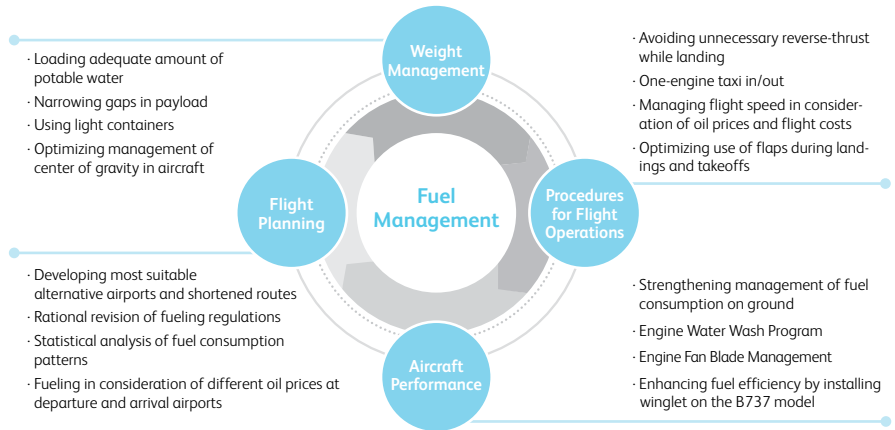 Weight
Management
· Loading adequate amount of
potable water
· Narrowing gaps in payload
· Using light containers
· Optimizing management of
center of gravity in aircraft
· Avoiding unnecessary reverse-thrust
while landing
· One-engine taxi in/out
· Managing flight speed in consider-
ation of oil prices and flight costs
· Optimizing use of flaps during land-
ings and takeoffs
Flight
Planning
Fuel
Management
Procedures
for Flight
Operations
· Developing most suitable
alternative airports and shortened routes
· Rational revision of fueling regulations
· Statistical analysis of fuel consumption
patterns
· Fueling in consideration of different oil prices at
departure and arrival airports
Aircraft
Performance
· Strengthening management of fuel
consumption on ground
· Engine Water Wash Program
· Engine Fan Blade Management
· Enhancing fuel efficiency by installing
winglet on the B737 model